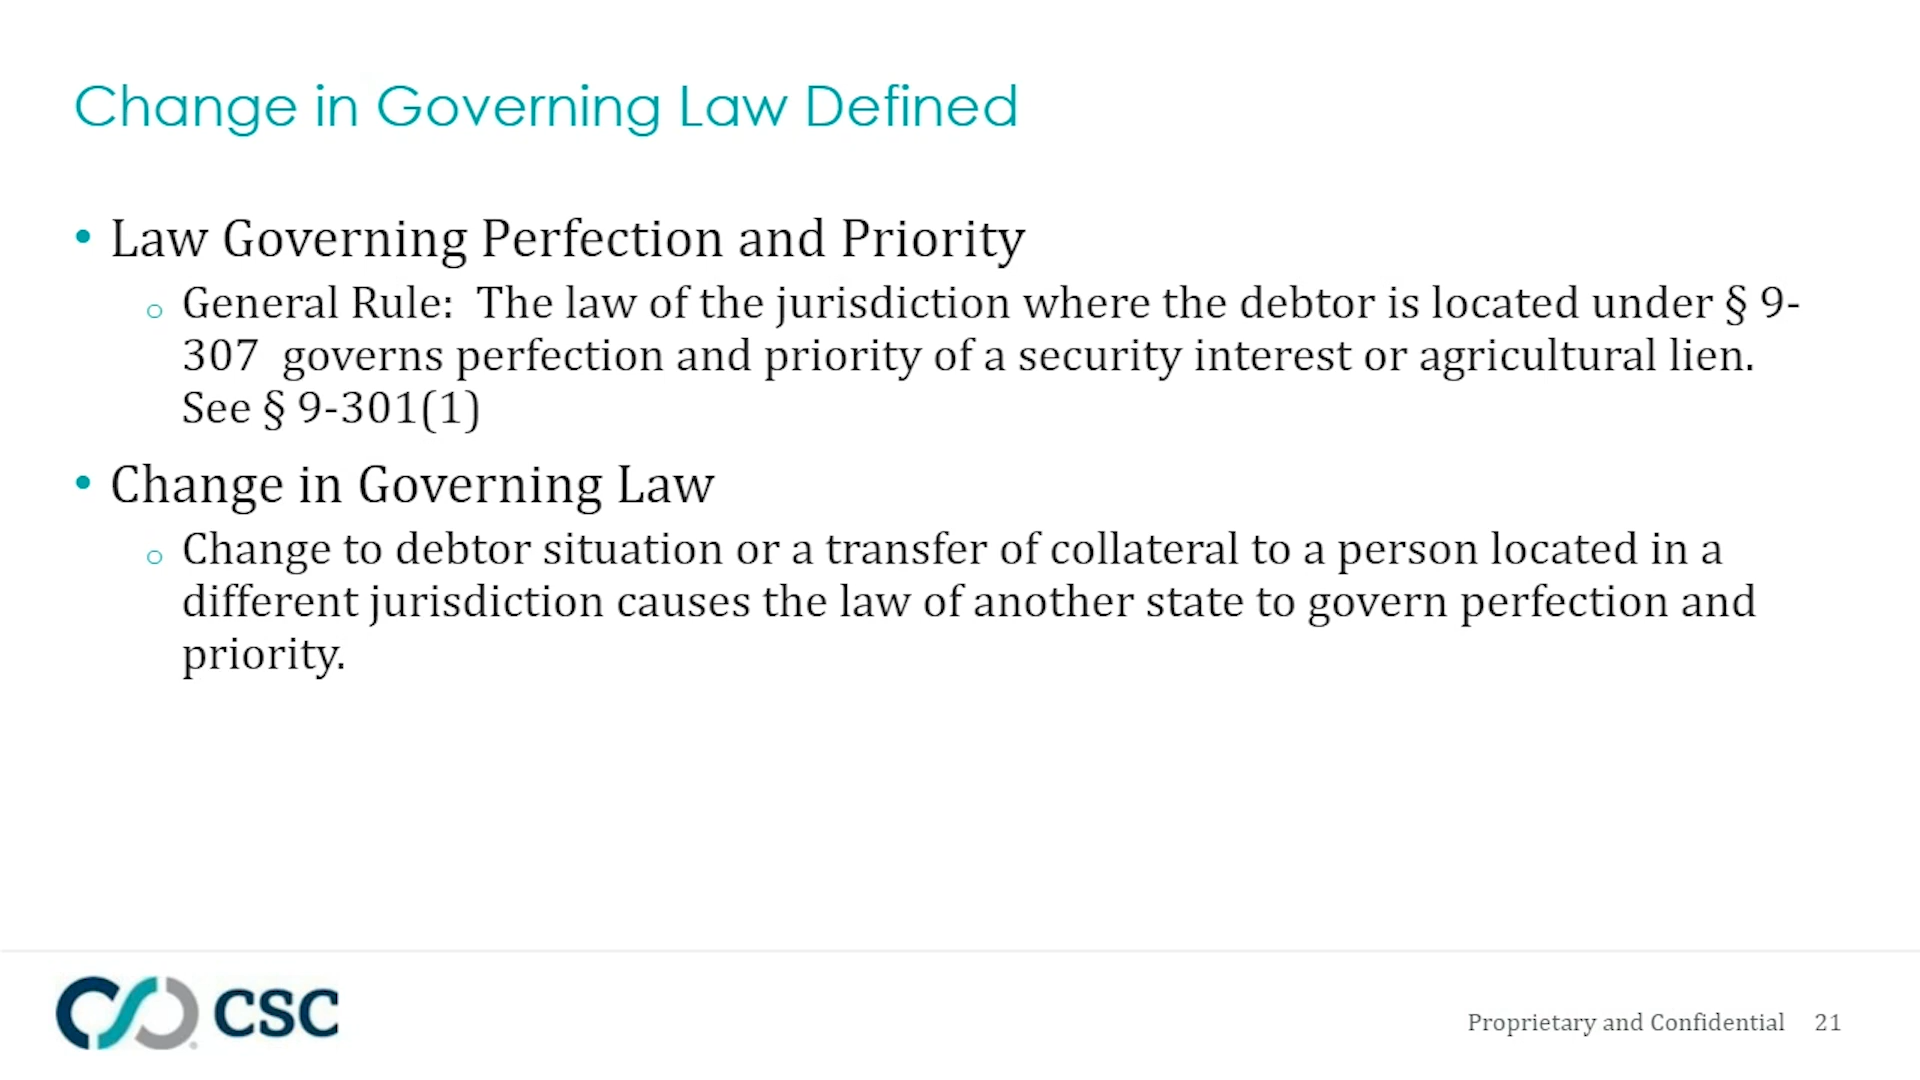 Change in Governing Law Defined
• Law Governing Perfection and Priority
o General Rule:  The law of the jurisdiction where the debtor is located under § 9-
307  governs perfection and priority of a security interest or agricultural lien.
See § 9-301(1)
• Change in Governing Law
o Change to debtor situation or a transfer of collateral to a person located in a
different jurisdiction causes the law of another state to govern perfection and
priority.
CSC
Proprietary and Confidential 21